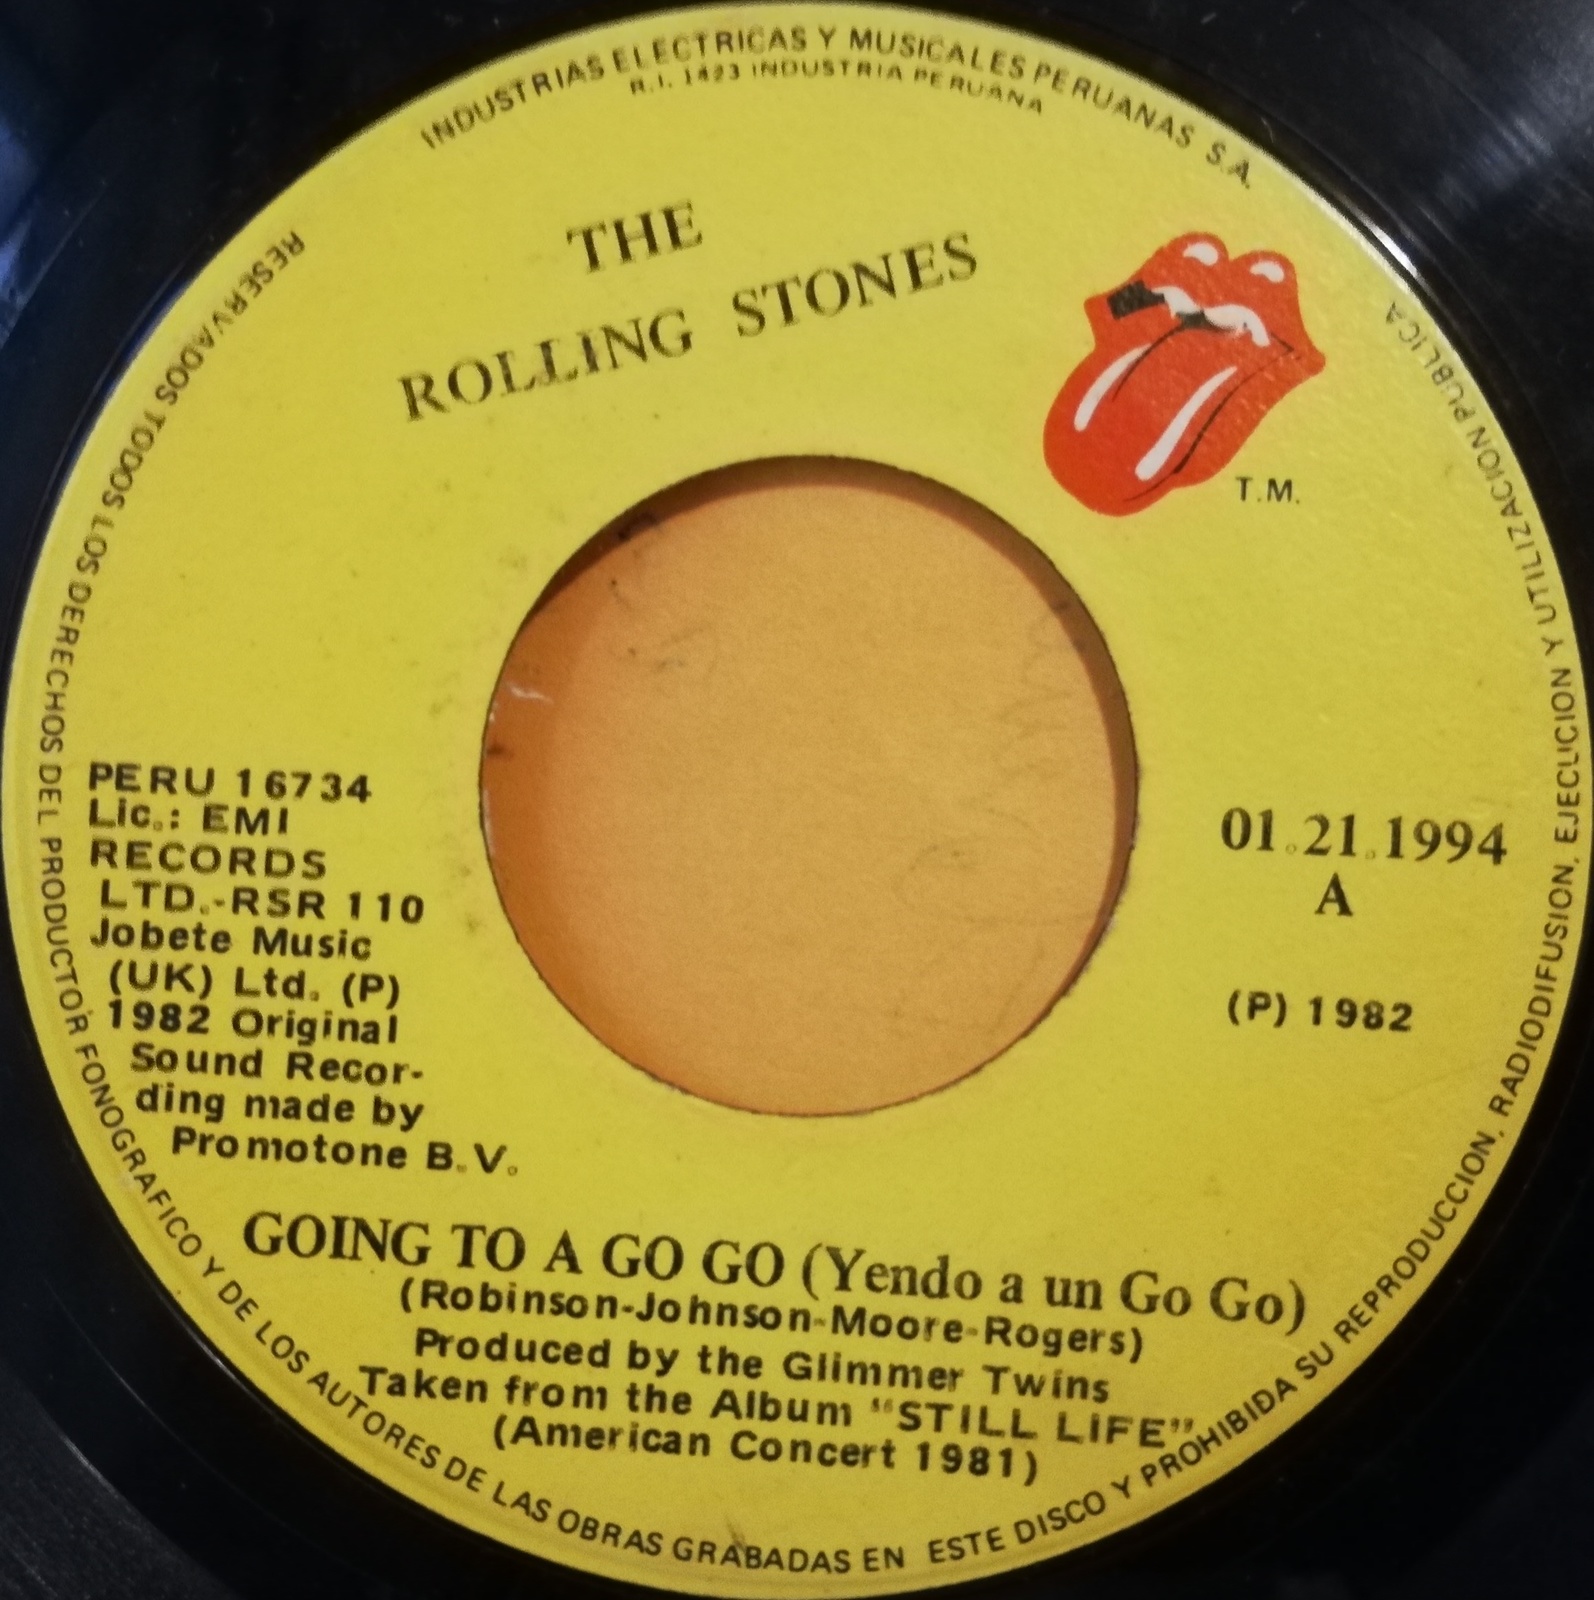 INDUSTRIAS ELECTRICAS Y MUSICALES PERUANAS S.A.
R.I. 1423 INDUSTRIA PERUANA
THE
ROLLING STONES
T.M.
PERU 16734
Lic.: EMI
RECORDS
LTD.-RSR 110
Jobete Music
(UK) Ltd. (P)
1982 Original
Sound Recor-
ding made by
Promotone B.V.
01.21.1994
A
(P) 1982
GOING TO A GO GO (Yendo a un Go Go)
(Robinson-Johnson-Moore-Rogers)
Produced by the Glimmer Twins
Taken from the Album "STILL LIFE"
(American Concert 1981)
RESERVADOS TODOS LOS DERECHOS DEL PRODUCTOR FONOGRAFICO Y DE LOS AUTORES DE LAS OBRAS GRABADAS EN ESTE DISCO Y PROHIBIDA SU REPRODUCCION, RADIODIFUSION, EJECUCION Y UTILIZACION PUBLICA